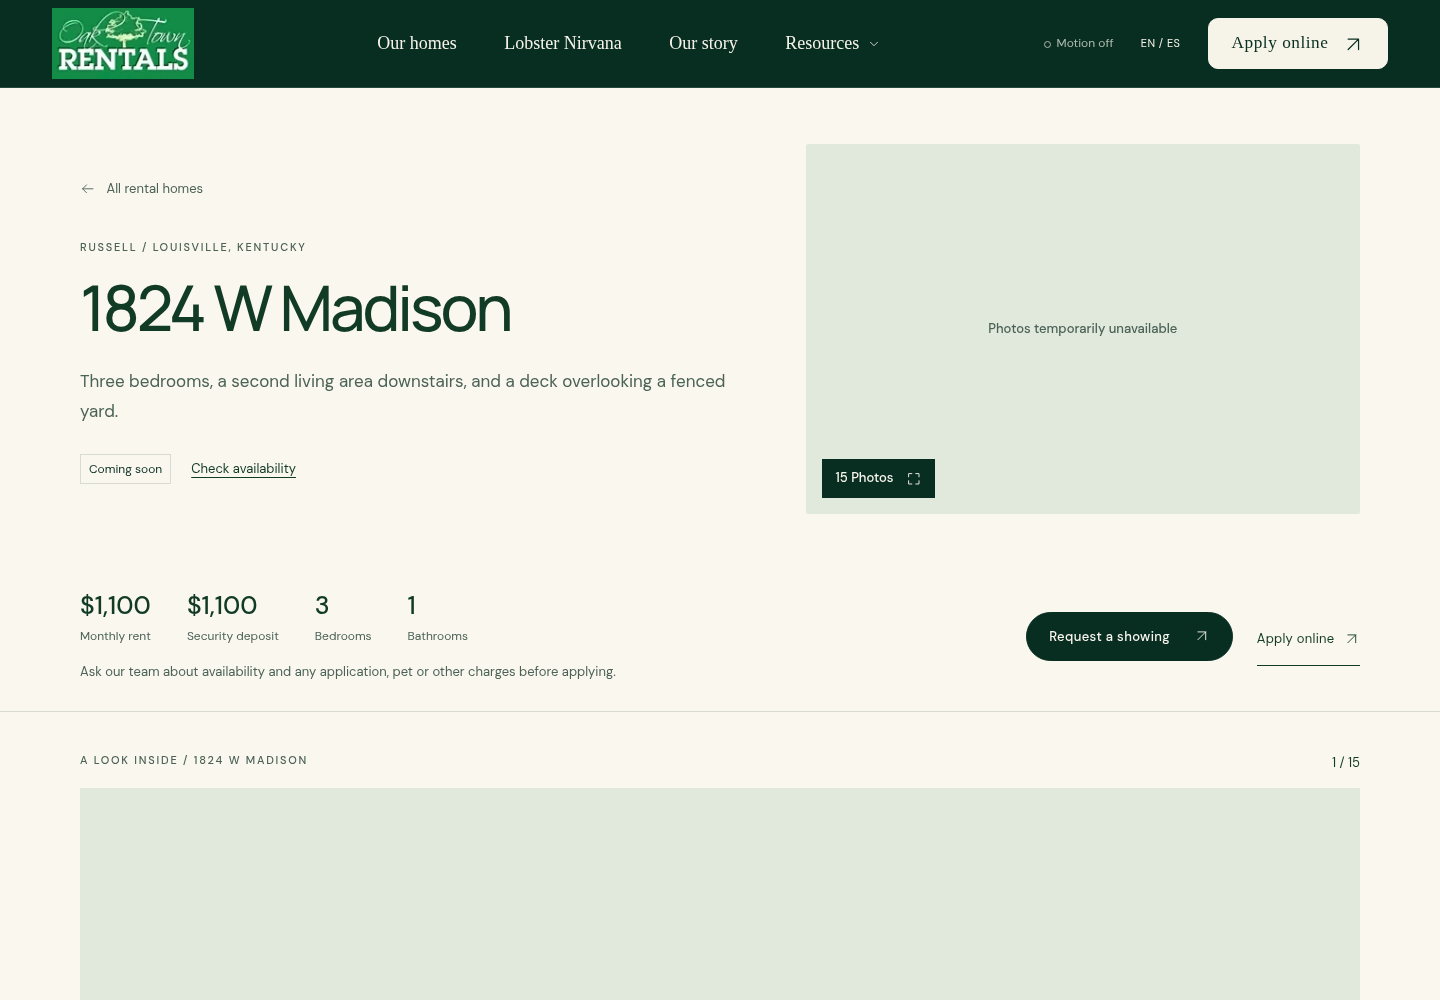 Oak Town
RENTALS
Our homes
Lobster Nirvana
Our story
Resources
Motion off
EN / ES
Apply online
All rental homes
RUSSELL / LOUISVILLE, KENTUCKY
1824 W Madison
Three bedrooms, a second living area downstairs, and a deck overlooking a fenced
yard.
Coming soon
Check availability
Photos temporarily unavailable
15 Photos
$1,100
Monthly rent
$1,100
Security deposit
3
Bedrooms
1
Bathrooms
Ask our team about availability and any application, pet or other charges before applying.
Request a showing
Apply online
A LOOK INSIDE / 1824 W MADISON
1 / 15